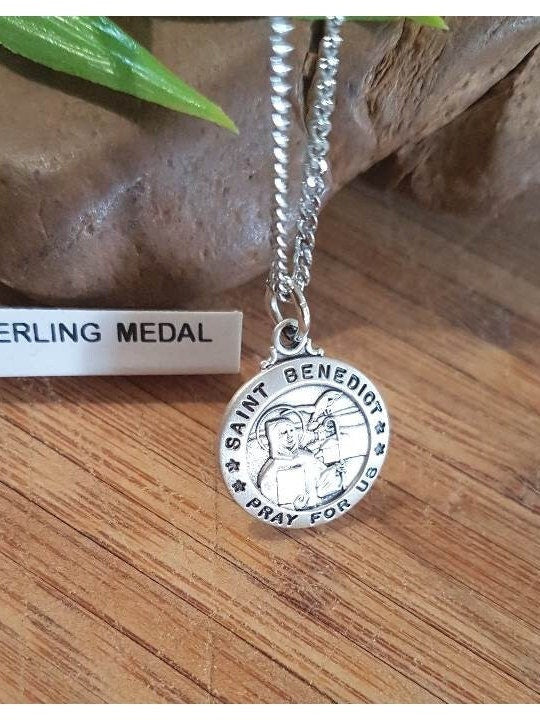 ERLING MEDAL
SAINT BENEDICT
PRAY FOR US